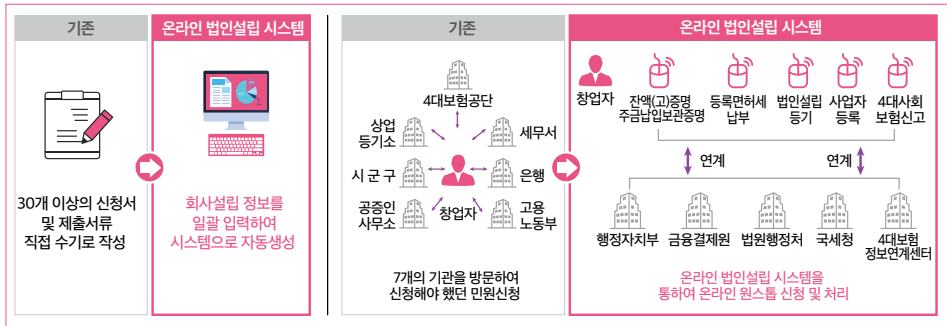 기존
30개 이상의 신청서
및 제출서류
직접 수기로 작성
온라인 법인설립 시스템
회사설립 정보를
일괄 입력하여
시스템으로 자동생성
기존
4대보험공단
상업
등기소
세무서
시 군 구
은행
공증인
사무소
창업자
고용
노동부
7개의 기관을 방문하여
신청해야 했던 민원신청
온라인 법인설립 시스템
창업자
잔액(고)증명
주금납입보관증명
등록면허세
납부
법인설립
등기
사업자
등록
4대사회
보험신고
연계
연계
행정자치부
금융결제원
법원행정처
국세청
4대보험
정보연계센터
온라인 법인설립 시스템을
통하여 온라인 원스톱 신청 및 처리